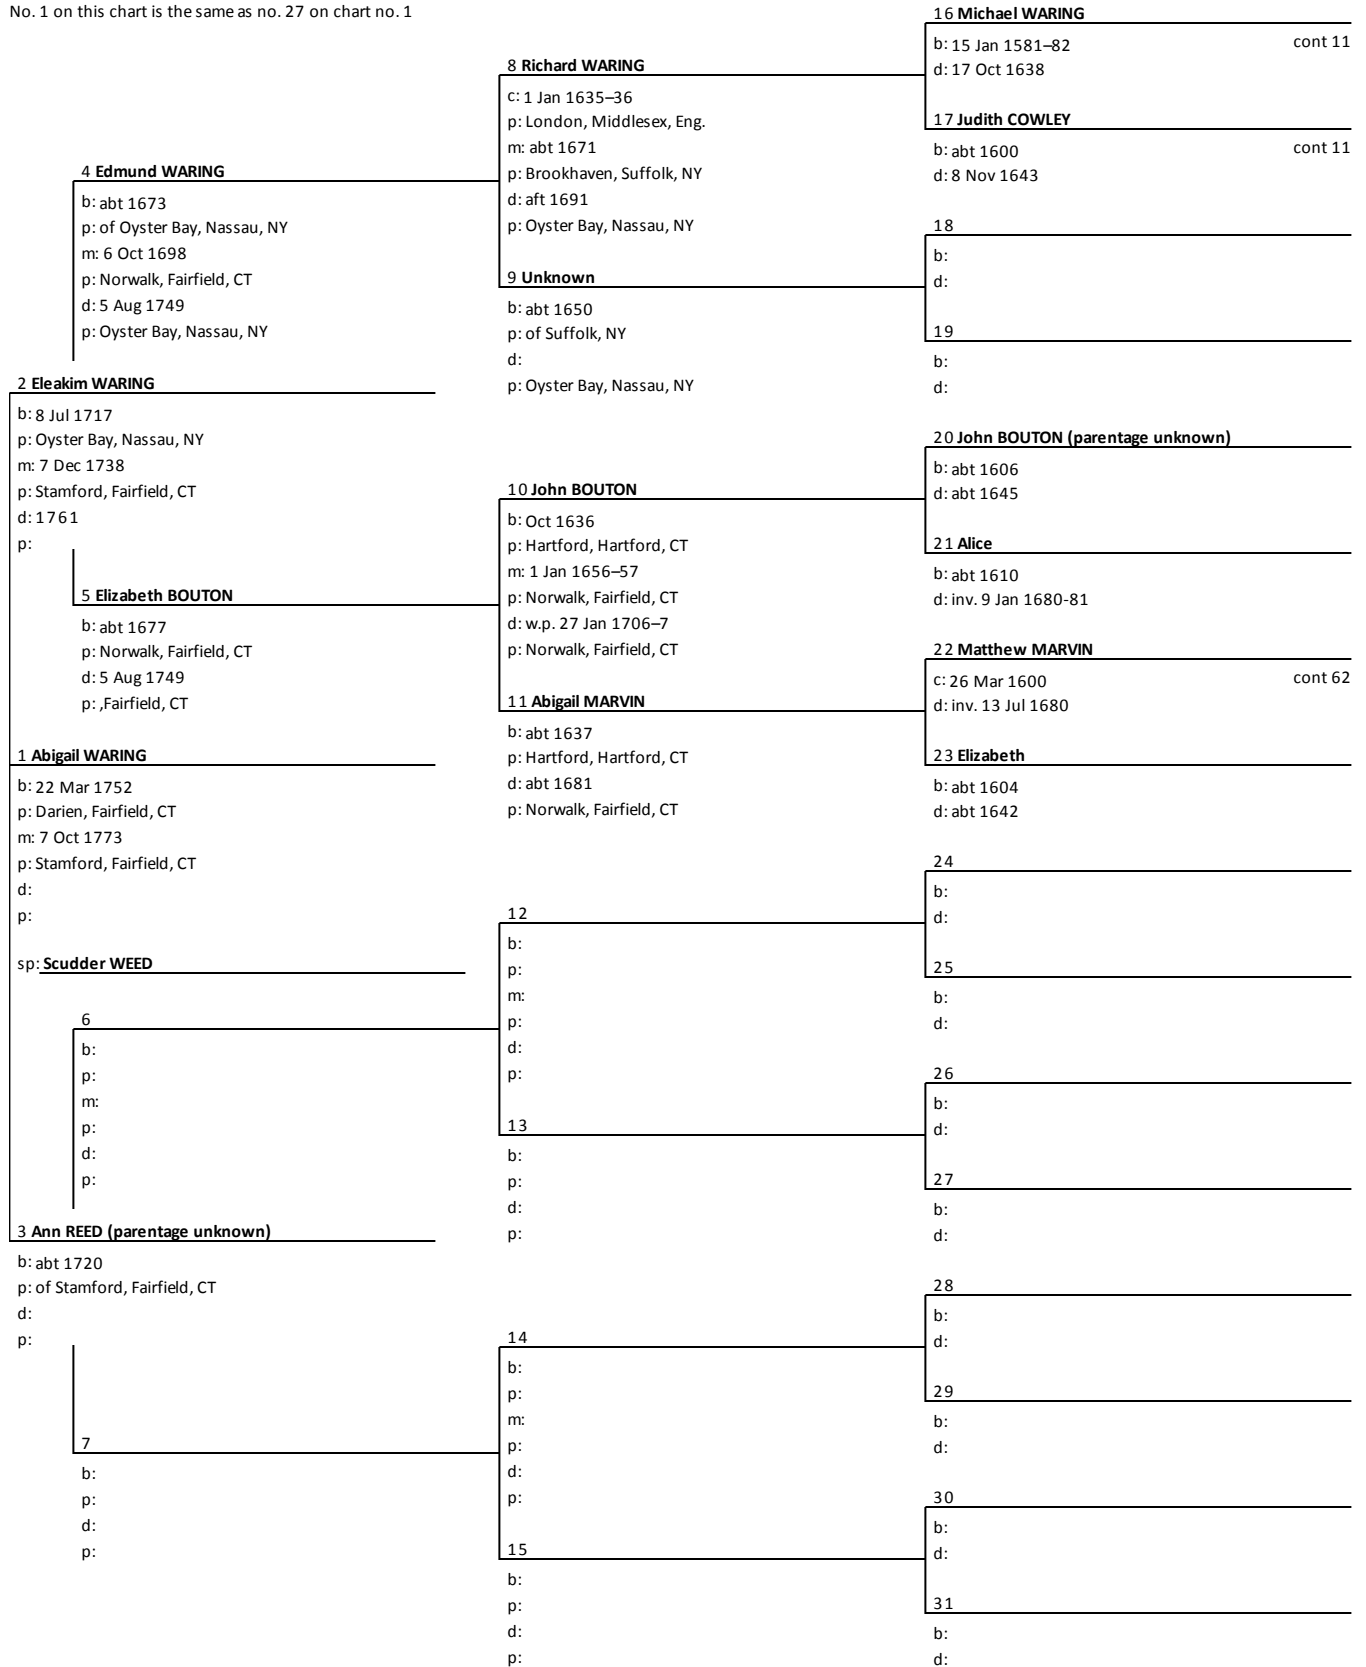 No. 1 on this chart is the same as no. 27 on chart no. 1
16 Michael WARING
b: 15 Jan 1581–82 cont 11
d: 17 Oct 1638
8 Richard WARING
c: 1 Jan 1635–36
p: London, Middlesex, Eng.
m: abt 1671
p: Brookhaven, Suffolk, NY
d: aft 1691
p: Oyster Bay, Nassau, NY
17 Judith COWLEY
b: abt 1600 cont 11
d: 8 Nov 1643
4 Edmund WARING
b: abt 1673
p: of Oyster Bay, Nassau, NY
m: 6 Oct 1698
p: Norwalk, Fairfield, CT
d: 5 Aug 1749
p: Oyster Bay, Nassau, NY
18
b:
d:
9 Unknown
b: abt 1650
p: of Suffolk, NY
d:
p: Oyster Bay, Nassau, NY
19
b:
d:
2 Eleakim WARING
b: 8 Jul 1717
p: Oyster Bay, Nassau, NY
m: 7 Dec 1738
p: Stamford, Fairfield, CT
d: 1761
p:
20 John BOUTON (parentage unknown)
b: abt 1606
d: abt 1645
10 John BOUTON
b: Oct 1636
p: Hartford, Hartford, CT
m: 1 Jan 1656–57
p: Norwalk, Fairfield, CT
d: w.p. 27 Jan 1706–7
p: Norwalk, Fairfield, CT
21 Alice
b: abt 1610
d: inv. 9 Jan 1680-81
5 Elizabeth BOUTON
b: abt 1677
p: Norwalk, Fairfield, CT
d: 5 Aug 1749
p: ,Fairfield, CT
22 Matthew MARVIN
c: 26 Mar 1600 cont 62
d: inv. 13 Jul 1680
11 Abigail MARVIN
b: abt 1637
p: Hartford, Hartford, CT
d: abt 1681
p: Norwalk, Fairfield, CT
23 Elizabeth
b: abt 1604
d: abt 1642
1 Abigail WARING
b: 22 Mar 1752
p: Darien, Fairfield, CT
m: 7 Oct 1773
p: Stamford, Fairfield, CT
d:
p:
sp: Scudder WEED
24
b:
d:
12
b:
p:
m:
p:
d:
p:
25
b:
d:
6
b:
p:
m:
p:
d:
p:
26
b:
d:
13
b:
p:
d:
p:
27
b:
d:
3 Ann REED (parentage unknown)
b: abt 1720
p: of Stamford, Fairfield, CT
d:
p:
28
b:
d:
14
b:
p:
m:
p:
d:
p:
29
b:
d:
7
b:
p:
d:
p:
30
b:
d:
15
b:
p:
d:
p:
31
b:
d: